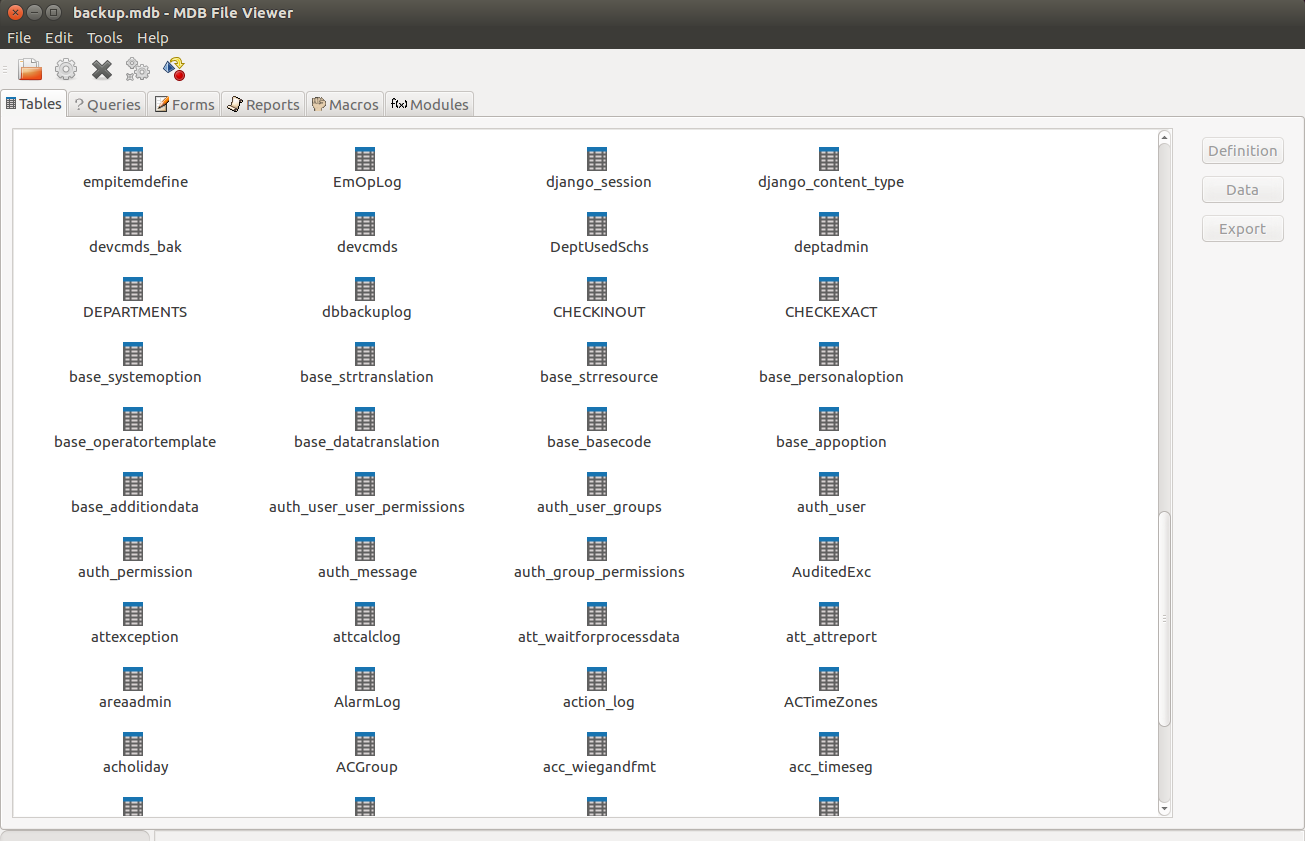 backup.mdb - MDB File Viewer
File Edit Tools Help
Tables ? Queries Forms Reports Macros f(x) Modules
empitemdefine EmOpLog django_session django_content_type
Definition
devcmds_bak devcmds DeptUsedSchs deptadmin
Data
Export
DEPARTMENTS dbbackuplog CHECKINOUT CHECKEXACT
base_systemoption base_strtranslation base_strresource base_personaloption
base_operatortemplate base_datatranslation base_basecode base_appoption
base_additiondata auth_user_user_permissions auth_user_groups auth_user
auth_permission auth_message auth_group_permissions AuditedExc
attexception attcalclog att_waitforprocessdata att_attreport
areaadmin AlarmLog action_log ACTimeZones
acholiday ACGroup acc_wiegandfmt acc_timeseg